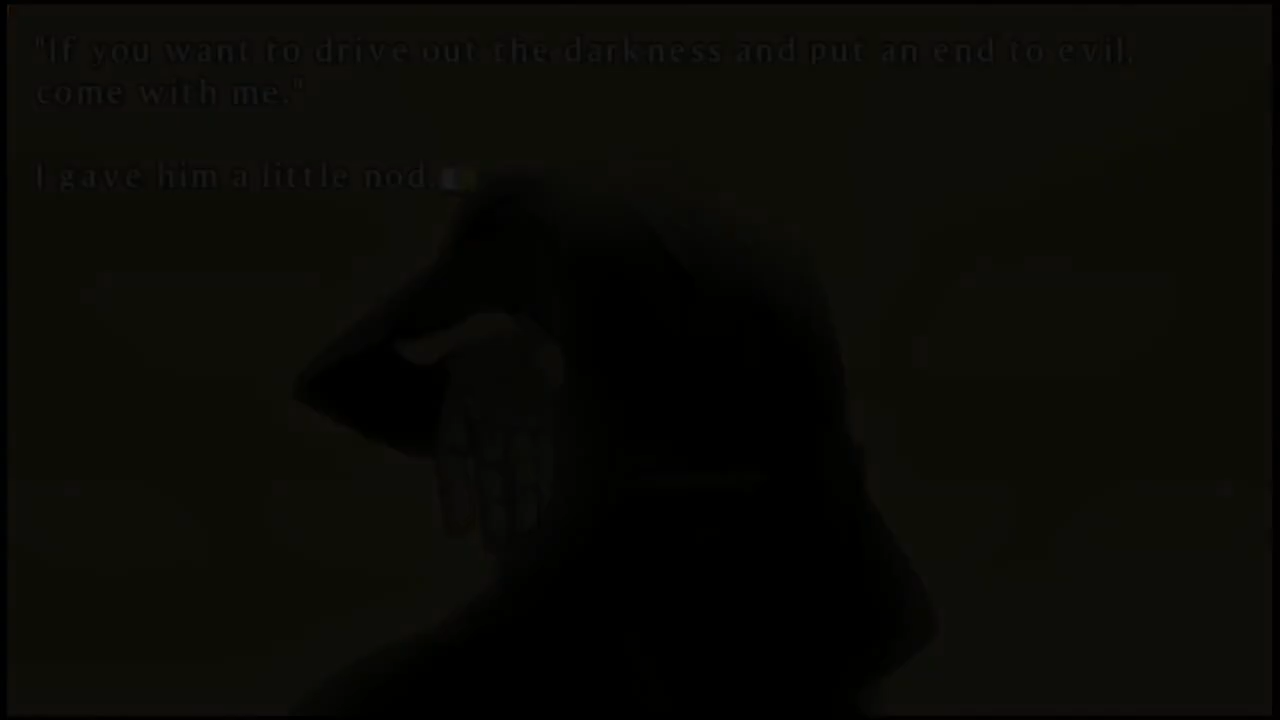 "If you want to drive out the darkness and put an end to evil,
come with me."
I gave him a little nod.